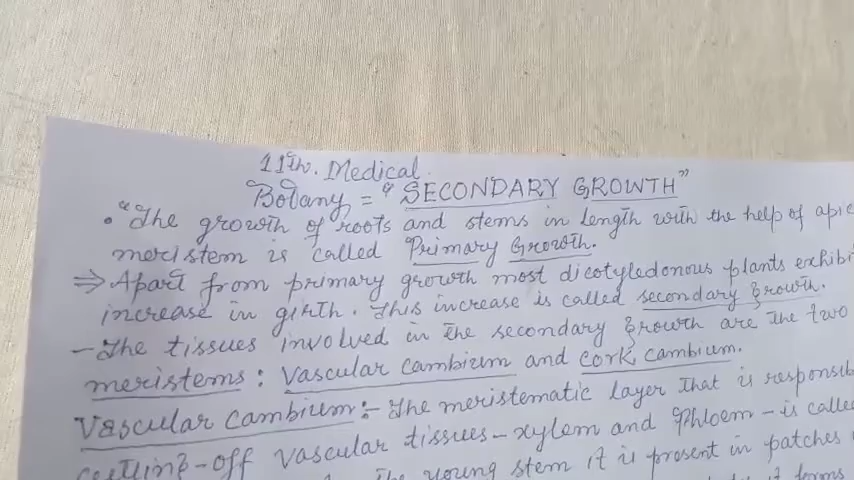 11th. Medical
Botany = "SECONDARY GROWTH"
• "The growth of roots and stems in length with the help of apic
meristem is called Primary Growth.
⇒ Apart from primary growth most dicotyledonous plants exhibi
increase in girth. This increase is called secondary growth.
- The tissues involved in the secondary growth are the two
meristems: Vascular cambium and cork cambium.
Vascular Cambium:- The meristematic layer that is responsib
cutting-off vascular tissues - xylem and phloem - is calle
The young stem it is present in patches
it forms